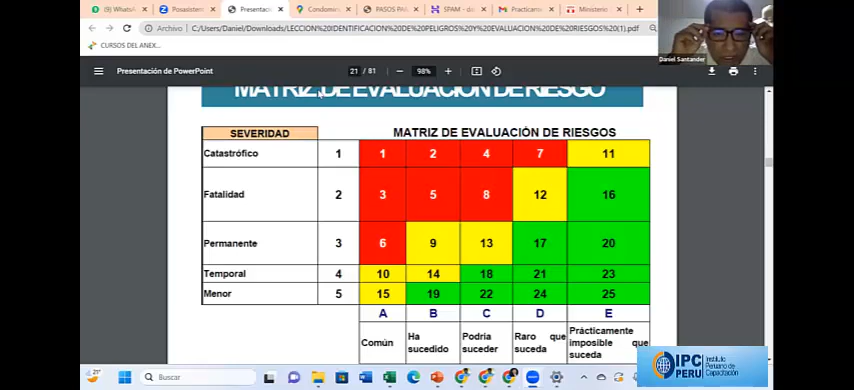 WhatsA
Posasistem
Presentaci
Condomini
PASOS PAR
SPAM - do
Practicame
Ministerio
Archivo C:/Users/Daniel/Downloads/LECCION%20IDENTIFICACION%20DE%20PELIGROS%20Y%20EVALUACION%20DE%20RIESGOS%20(1).pdf
CURSOS DEL ANEX...
Daniel Santander
Presentación de PowerPoint 21 / 81 98%
MATRIZ DE EVALUACION DE RIESGO
SEVERIDAD MATRIZ DE EVALUACIÓN DE RIESGOS
Catastrófico 1 1 2 4 7 11
Fatalidad 2 3 5 8 12 16
Permanente 3 6 9 13 17 20
Temporal 4 10 14 18 21 23
Menor 5 15 19 22 24 25
A B C D E
Común
Ha sucedido
Podría suceder
Raro que suceda
Prácticamente imposible que suceda
IPC PERU
Instituto
Peruano de
Capacitación
21°
Buscar